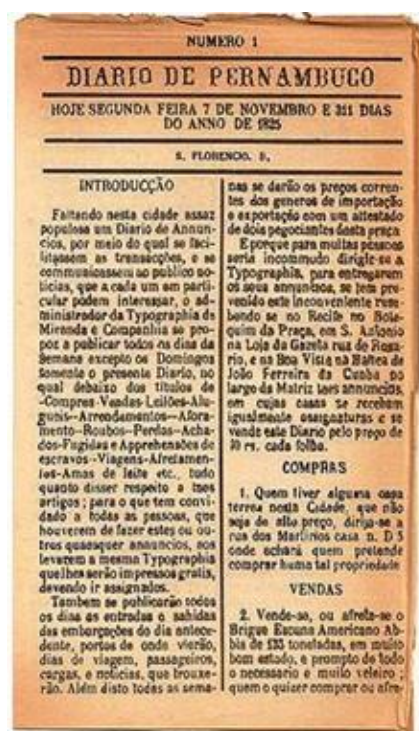 NUMERO 1
DIARIO DE PERNAMBUCO
HOJE SEGUNDA FEIRA 7 DE NOVEMBRO E 311 DIAS
DO ANNO DE 1825
S. FLORENCIO. B.
INTRODUCÇÃO
Faltando nesta cidade assaz
populosa um Diario de Annun-
cios, por meio do qual se faci-
litassem as transacções, e se
communicassem ao publico no-
ticias, que a cada um em parti-
cular podem interessar, o ad-
ministrador da Typographia de
Miranda e Companhia se pro-
poz a publicar todos os dias da
Semana excepto os Domingos
somente o presente Diario, no
qual debaixo dos titulos de
-Compras-Vendas-Leilões-Alu-
gueis--Arrendamentos--Afora-
mento--Roubos-Perdas--Acha-
dos-Fugidas e Apprehensões de
escravos-Viagens-Afretamen-
tos-Amas de leite etc., tudo
quanto disser respeito a taes
artigos; para o que tem convi-
dado a todas as pessoas, que
houverem de fazer estes ou ou-
tros quaesquer annuncios, aos
levarem a mesma Typographia
que lhes serão impressos gratis,
devendo ir assignados.
Tambem se publicarão todos
os dias as entradas e sahidas
das embarcações do dia antece-
dente, portos de onde vierão,
dias de viagem, passageiros,
cargas, e noticias, que trouxe-
rão. Além disto todas as sema-
nas se darão os preços corren-
tes dos generos de importação
e exportação com um attestado
de dois negociantes desta praça
E porque para muitas pessoas
seria incommodo dirigir-se a
Typographia, para entregarem
os seus annuncios, se tem pre-
venido este inconveniente rece-
bendo se no Recife no Bote-
quim da Praça, em S. Antonio
na Loja da Gazeta rua do Rosa-
rio, e na Boa Vista na Botica de
João Ferreira da Cunha no
largo da Matriz taes annuncios,
em cujas casas se recebem
igualmente assignaturas e se
vende este Diario pelo preço de
rs. cada folha.
COMPRAS
1. Quem tiver alguma casa
terrea nesta Cidade, que não
seja de alto preço, dirija-se a
rua dos Martirios casa n. D 5
onde achará quem pretende
comprar huma tal propriedade
VENDAS
2. Vende-se, ou afreta-se o
Brigue Escuna Americano Ab-
bis de 133 toneladas, em muito
bom estado, e prompto de todo
o necessario e muito veleiro;
quem o quizer comprar ou afre-